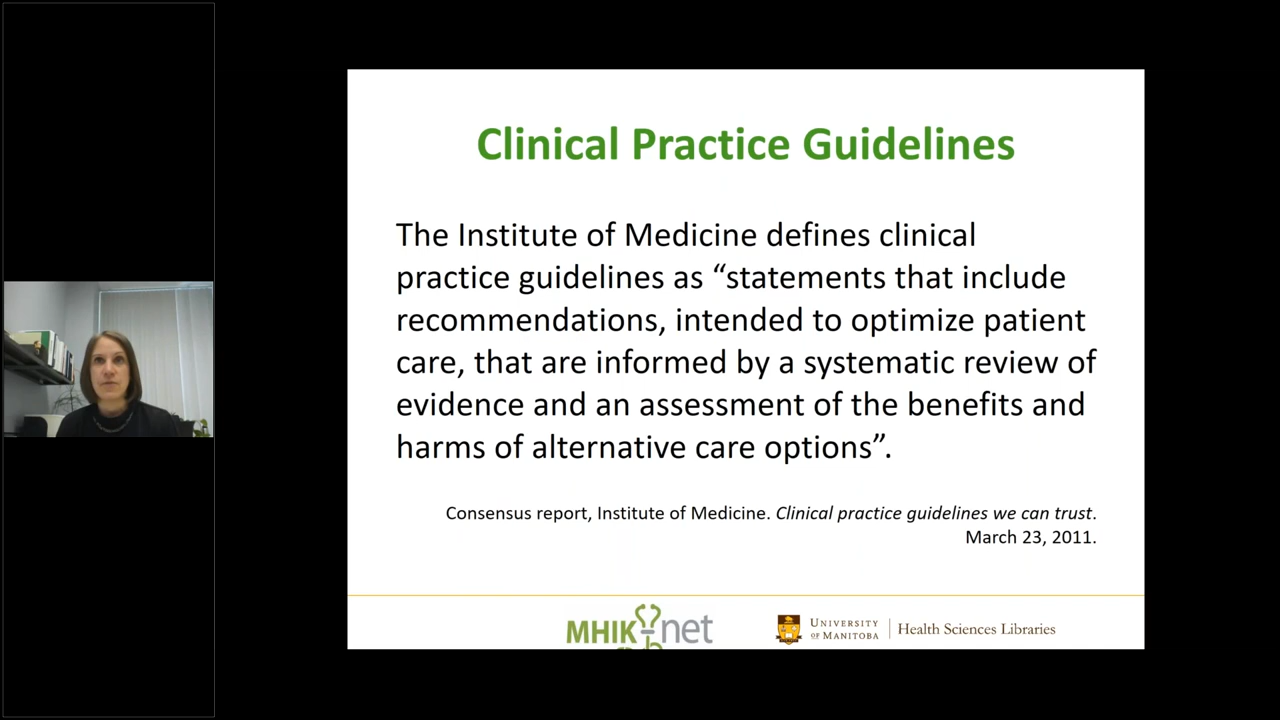 Clinical Practice Guidelines
The Institute of Medicine defines clinical
practice guidelines as “statements that include
recommendations, intended to optimize patient
care, that are informed by a systematic review of
evidence and an assessment of the benefits and
harms of alternative care options”.
Consensus report, Institute of Medicine. Clinical practice guidelines we can trust.
March 23, 2011.
MHIK-net
UNIVERSITY
OF MANITOBA
Health Sciences Libraries